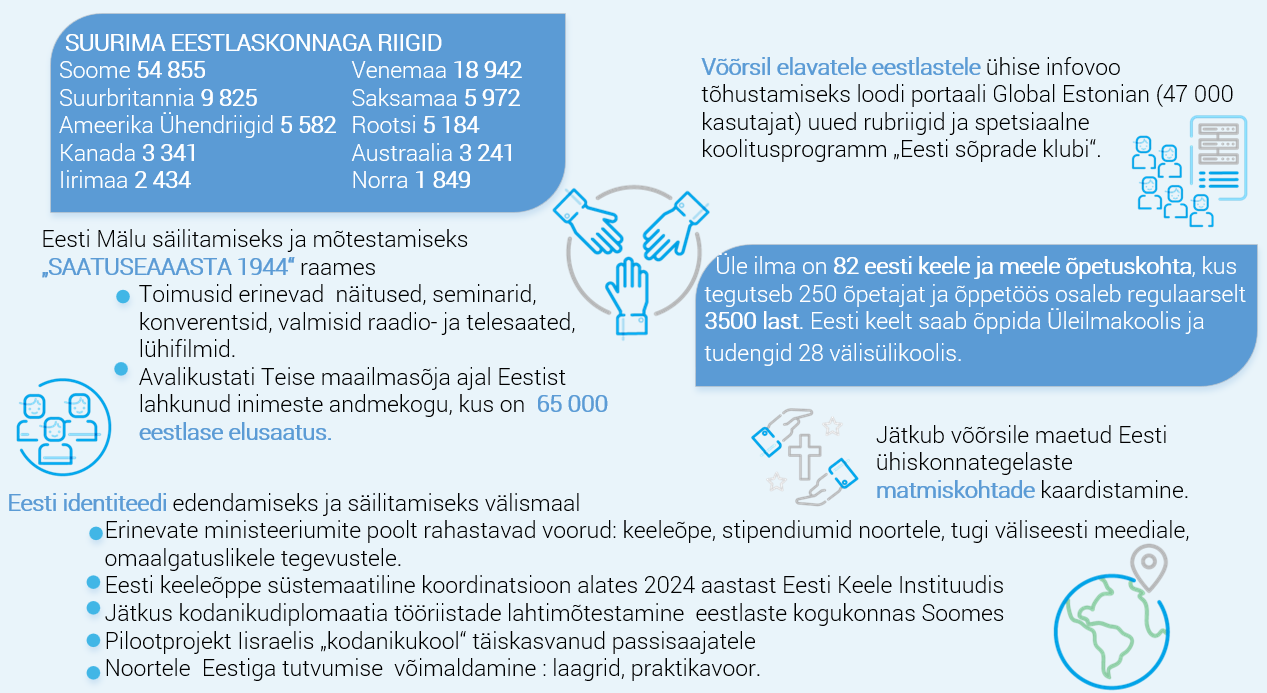 SUURIMA EESTLASKONNAGA RIIGID
Soome 54 855
Suurbritannia 9 825
Ameerika Ühendriigid 5 582
Kanada 3 341
Iirimaa 2 434
Venemaa 18 942
Saksamaa 5 972
Rootsi 5 184
Austraalia 3 241
Norra 1 849
Võõrsil elavatele eestlastele ühise infovoo
tõhustamiseks loodi portaali Global Estonian (47 000
kasutajat) uued rubriigid ja spetsiaalne
koolitusprogramm „Eesti sõprade klubi“.
Eesti Mälu säilitamiseks ja mõtestamiseks
„SAATUSEAAASTA 1944“ raames
Toimusid erinevad näitused, seminarid,
konverentsid, valmisid raadio- ja telesaated,
lühifilmid.
Avalikustati Teise maailmasõja ajal Eestist
lahkunud inimeste andmekogu, kus on 65 000
eestlase elusaatus.
Üle ilma on 82 eesti keele ja meele õpetuskohta, kus
tegutseb 250 õpetajat ja õppetöös osaleb regulaarselt
3500 last. Eesti keelt saab õppida Üleilmakoolis ja
tudengid 28 välisülikoolis.
Jätkub võõrsile maetud Eesti
ühiskonnategelaste
matmiskohtade kaardistamine.
Eesti identiteedi edendamiseks ja säilitamiseks välismaal
Erinevate ministeeriumite poolt rahastavad voorud: keeleõpe, stipendiumid noortele, tugi väliseesti meediale,
omaalgatuslikele tegevustele.
Eesti keeleõppe süstemaatiline koordinatsioon alates 2024 aastast Eesti Keele Instituudis
Jätkus kodanikudiplomaatia tööriistade lahtimõtestamine eestlaste kogukonnas Soomes
Pilootprojekt Iisraelis „kodanikukool“ täiskasvanud passisaajatele
Noortele Eestiga tutvumise võimaldamine : laagrid, praktikavoor.